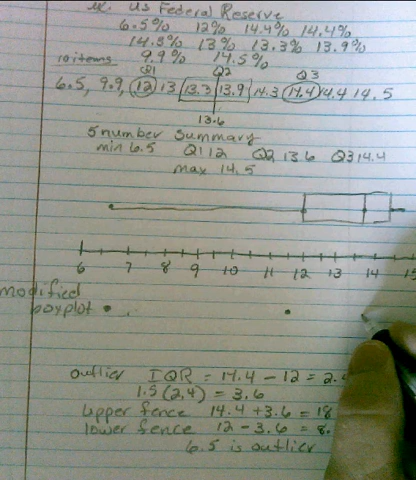 ex. US Federal Reserve
6.5% 12% 14.4% 14.4%
14.3% 13% 13.3% 13.9%
10 items 9.9% 14.5%
Q1 Q2 Q3
6.5, 9.9, 12 13 13.3 13.9 14.3 14.4 14.4 14.5
13.6
5 number Summary
min 6.5 Q1 12 Q2 13.6 Q3 14.4
max 14.5
6 7 8 9 10 11 12 13 14 15
modified
boxplot
outlier IQR = 14.4 - 12 = 2.4
1.5(2.4) = 3.6
upper fence 14.4 + 3.6 = 18
lower fence 12 - 3.6 = 8.
6.5 is outlier